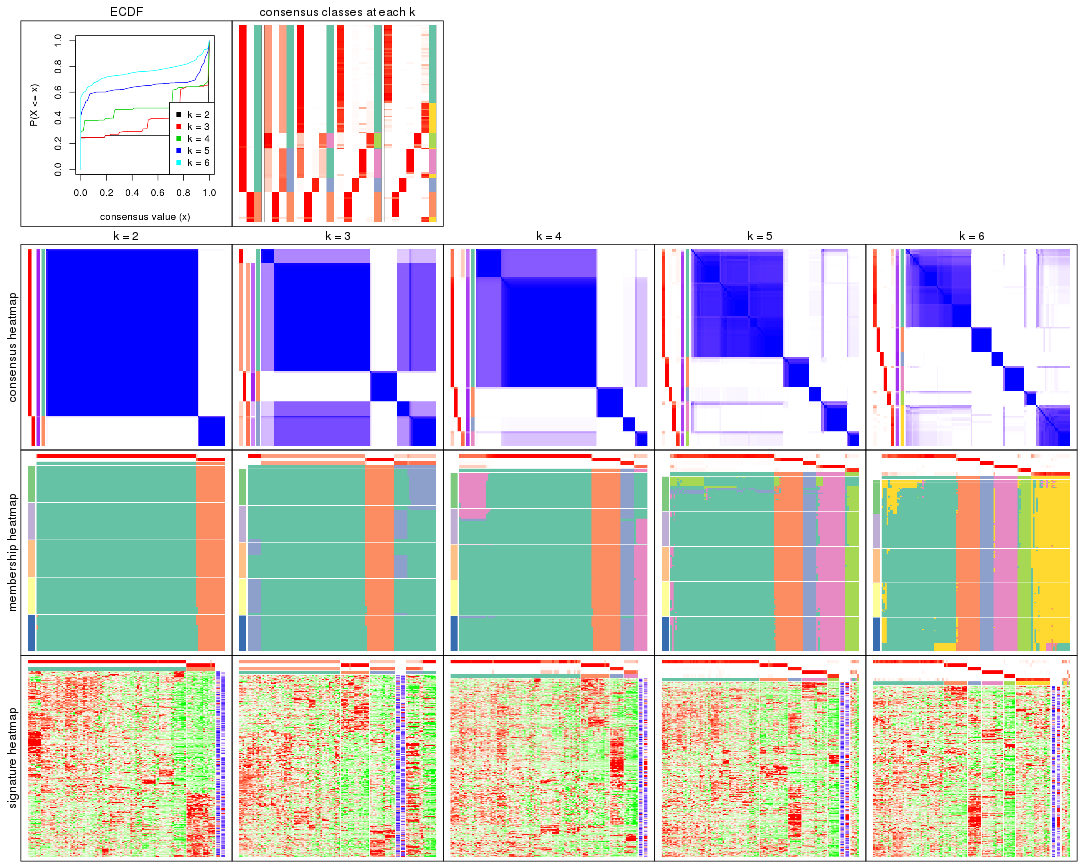 ECDF
consensus classes at each k
P(X <= x)
1.0
0.8
0.6
0.4
0.2
0.0
k = 2
k = 3
k = 4
k = 5
k = 6
0.0 0.2 0.4 0.6 0.8 1.0
consensus value (x)
k = 2
k = 3
k = 4
k = 5
k = 6
consensus heatmap
membership heatmap
signature heatmap